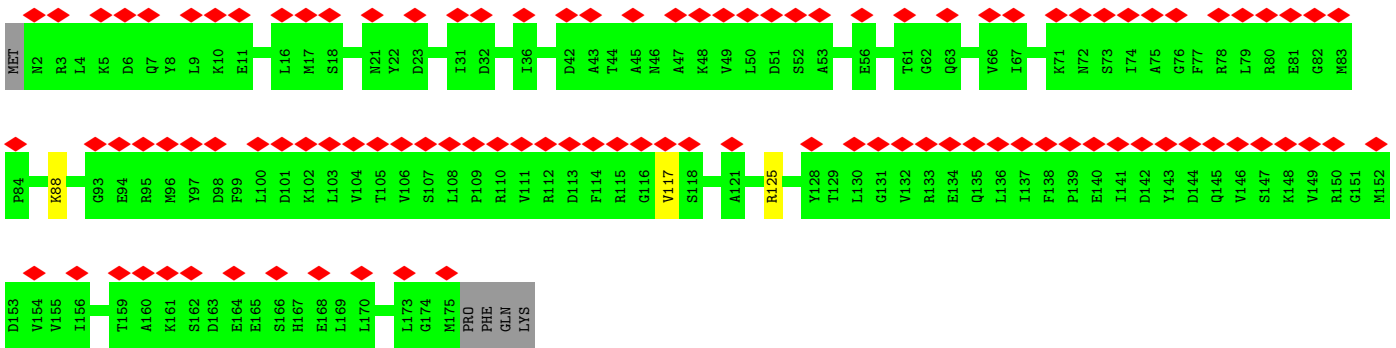 MET N2 R3 L4 K5 D6 Q7 Y8 L9 K10 E11 L16 M17 S18 N21 Y22 D23 I31 D32 I36 D42 A43 T44 A45 N46 A47 K48 V49 L50 D51 S52 A53 E56 T61 G62 Q63 V66 I67 K71 N72 S73 I74 A75 G76 F77 R78 L79 R80 E81 G82 M83
P84 K88 G93 E94 R95 M96 Y97 D98 F99 L100 D101 K102 L103 V104 T105 V106 S107 L108 P109 R110 V111 R112 D113 F114 R115 G116 V117 S118 A121 R125 Y128 T129 L130 G131 V132 R133 E134 Q135 L136 I137 F138 P139 E140 I141 D142 Y143 D144 Q145 V146 S147 K148 V149 R150 G151 M152
D153 V154 V155 I156 T159 A160 K161 S162 D163 E164 E165 S166 H167 E168 L169 L170 L173 G174 M175 PRO PHE GLN LYS